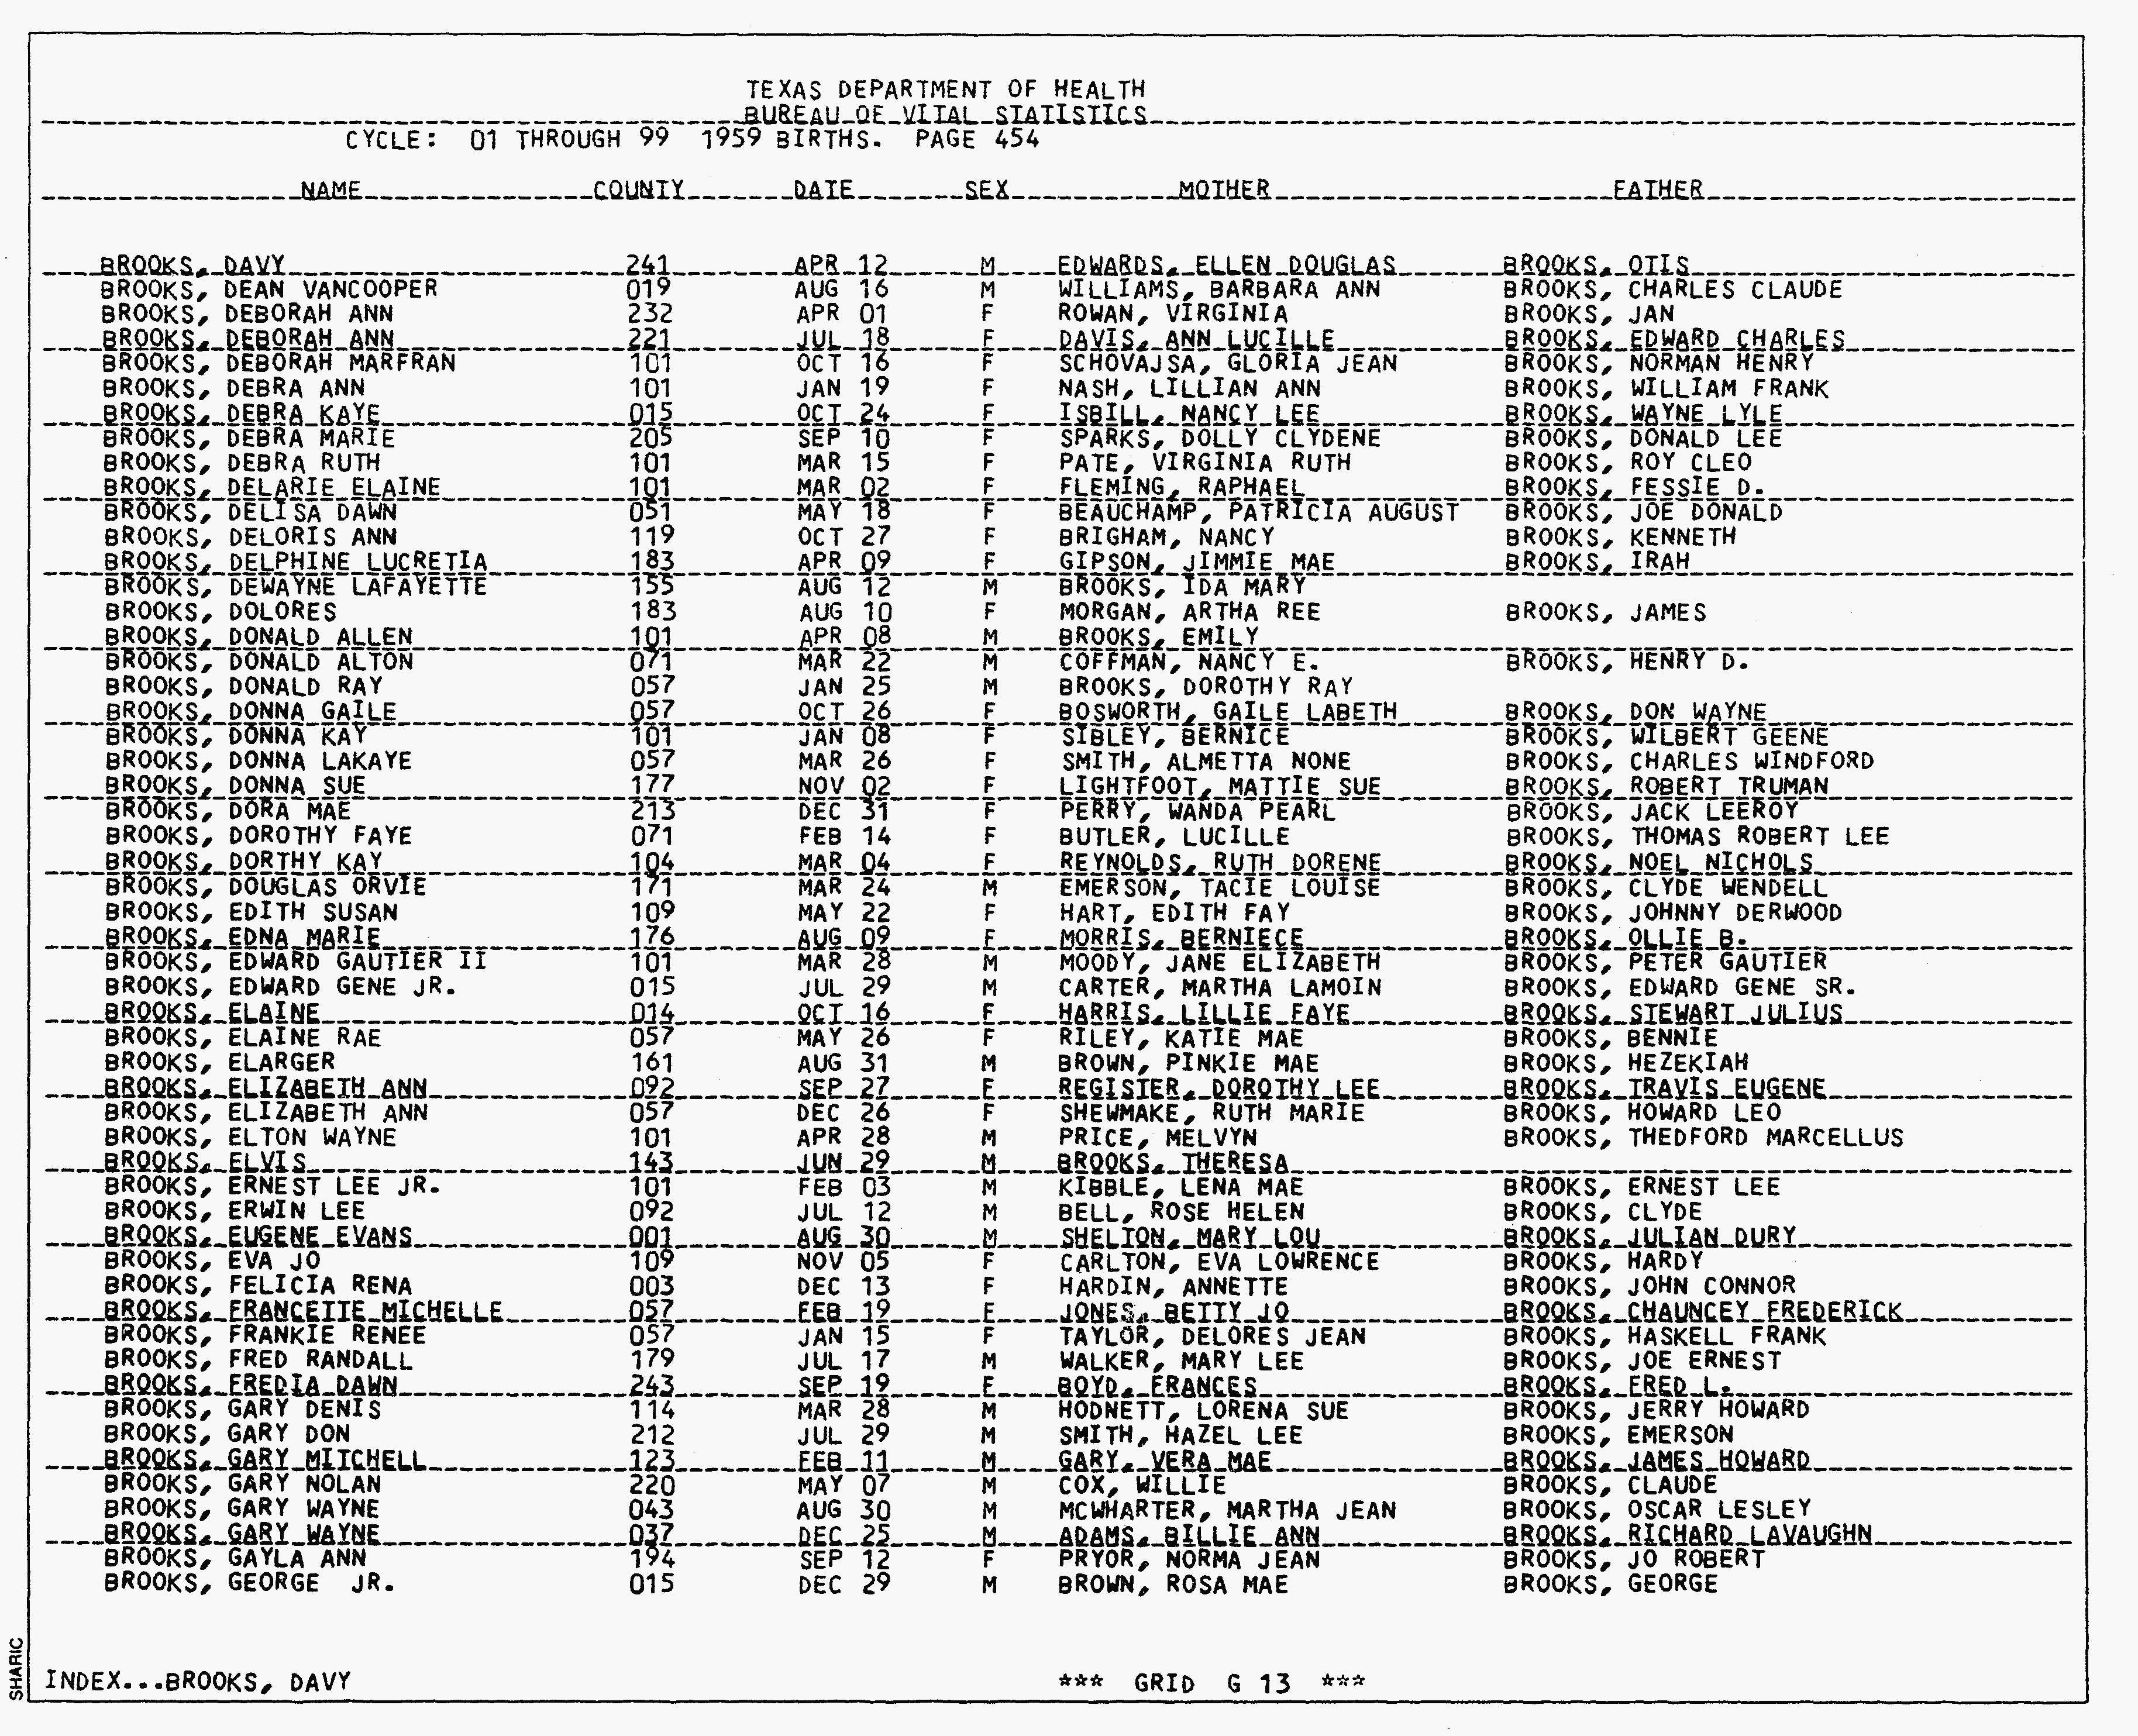 TEXAS DEPARTMENT OF HEALTH
BUREAU OF VITAL STATISTICS
CYCLE: 01 THROUGH 99 1959 BIRTHS. PAGE 454
NAME COUNTY DATE SEX MOTHER FATHER
BROOKS, DAVY 241 APR 12 M EDWARDS, ELLEN DOUGLAS BROOKS, OTIS
BROOKS, DEAN VANCOOPER 019 AUG 16 M WILLIAMS, BARBARA ANN BROOKS, CHARLES CLAUDE
BROOKS, DEBORAH ANN 232 APR 01 F ROWAN, VIRGINIA BROOKS, JAN
BROOKS, DEBORAH ANN 221 JUL 18 F DAVIS, ANN LUCILLE BROOKS, EDWARD CHARLES
BROOKS, DEBORAH MARFRAN 101 OCT 16 F SCHOVAJSA, GLORIA JEAN BROOKS, NORMAN HENRY
BROOKS, DEBRA ANN 101 JAN 19 F NASH, LILLIAN ANN BROOKS, WILLIAM FRANK
BROOKS, DEBRA KAYE 015 OCT 24 F ISBILL, NANCY LEE BROOKS, WAYNE LYLE
BROOKS, DEBRA MARIE 205 SEP 10 F SPARKS, DOLLY CLYDENE BROOKS, DONALD LEE
BROOKS, DEBRA RUTH 101 MAR 15 F PATE, VIRGINIA RUTH BROOKS, ROY CLEO
BROOKS, DELARIE ELAINE 101 MAR 02 F FLEMING, RAPHAEL BROOKS, FESSIE D.
BROOKS, DELISA DAWN 051 MAY 18 F BEAUCHAMP, PATRICIA AUGUST BROOKS, JOE DONALD
BROOKS, DELORIS ANN 119 OCT 27 F BRIGHAM, NANCY BROOKS, KENNETH
BROOKS, DELPHINE LUCRETIA 183 APR 09 F GIPSON, JIMMIE MAE BROOKS, IRAH
BROOKS, DEWAYNE LAFAYETTE 155 AUG 12 M BROOKS, IDA MARY
BROOKS, DOLORES 183 AUG 10 F MORGAN, ARTHA REE BROOKS, JAMES
BROOKS, DONALD ALLEN 101 APR 08 M BROOKS, EMILY
BROOKS, DONALD ALTON 071 MAR 22 M COFFMAN, NANCY E. BROOKS, HENRY D.
BROOKS, DONALD RAY 057 JAN 25 M BROOKS, DOROTHY RAY
BROOKS, DONNA GAILE 057 OCT 26 F BOSWORTH, GAILE LABETH BROOKS, DON WAYNE
BROOKS, DONNA KAY 101 JAN 08 F SIBLEY, BERNICE BROOKS, WILBERT GEENE
BROOKS, DONNA LAKAYE 057 MAR 26 F SMITH, ALMETTA NONE BROOKS, CHARLES WINDFORD
BROOKS, DONNA SUE 177 NOV 02 F LIGHTFOOT, MATTIE SUE BROOKS, ROBERT TRUMAN
BROOKS, DORA MAE 213 DEC 31 F PERRY, WANDA PEARL BROOKS, JACK LEEROY
BROOKS, DOROTHY FAYE 071 FEB 14 F BUTLER, LUCILLE BROOKS, THOMAS ROBERT LEE
BROOKS, DORTHY KAY 104 MAR 04 F REYNOLDS, RUTH DORENE BROOKS, NOEL NICHOLS
BROOKS, DOUGLAS ORVIE 171 MAR 24 M EMERSON, TACIE LOUISE BROOKS, CLYDE WENDELL
BROOKS, EDITH SUSAN 109 MAY 22 F HART, EDITH FAY BROOKS, JOHNNY DERWOOD
BROOKS, EDNA MARIE 176 AUG 09 F MORRIS, BERNIECE BROOKS, OLLIE B.
BROOKS, EDWARD GAUTIER II 101 MAR 28 M MOODY, JANE ELIZABETH BROOKS, PETER GAUTIER
BROOKS, EDWARD GENE JR. 015 JUL 29 M CARTER, MARTHA LAMOIN BROOKS, EDWARD GENE SR.
BROOKS, ELAINE 014 OCT 16 F HARRIS, LILLIE FAYE BROOKS, STEWART JULIUS
BROOKS, ELAINE RAE 057 MAY 26 F RILEY, KATIE MAE BROOKS, BENNIE
BROOKS, ELARGER 161 AUG 31 M BROWN, PINKIE MAE BROOKS, HEZEKIAH
BROOKS, ELIZABETH ANN 092 SEP 27 F REGISTER, DOROTHY LEE BROOKS, TRAVIS EUGENE
BROOKS, ELIZABETH ANN 057 DEC 26 F SHEWMAKE, RUTH MARIE BROOKS, HOWARD LEO
BROOKS, ELTON WAYNE 101 APR 28 M PRICE, MELVYN BROOKS, THEDFORD MARCELLUS
BROOKS, ELVIS 143 JUN 29 M BROOKS, THERESA
BROOKS, ERNEST LEE JR. 101 FEB 03 M KIBBLE, LENA MAE BROOKS, ERNEST LEE
BROOKS, ERWIN LEE 092 JUL 12 M BELL, ROSE HELEN BROOKS, CLYDE
BROOKS, EUGENE EVANS 001 AUG 30 M SHELTON, MARY LOU BROOKS, JULIAN DURY
BROOKS, EVA JO 109 NOV 05 F CARLTON, EVA LOWRENCE BROOKS, HARDY
BROOKS, FELICIA RENA 003 DEC 13 F HARDIN, ANNETTE BROOKS, JOHN CONNOR
BROOKS, FRANCETTE MICHELLE 057 FEB 19 F JONES, BETTY JO BROOKS, CHAUNCEY FREDERICK
BROOKS, FRANKIE RENEE 057 JAN 15 F TAYLOR, DELORES JEAN BROOKS, HASKELL FRANK
BROOKS, FRED RANDALL 179 JUL 17 M WALKER, MARY LEE BROOKS, JOE ERNEST
BROOKS, FREDIA DAWN 243 SEP 19 F BOYD, FRANCES BROOKS, FRED L.
BROOKS, GARY DENIS 114 MAR 28 M HODNETT, LORENA SUE BROOKS, JERRY HOWARD
BROOKS, GARY DON 212 JUL 29 M SMITH, HAZEL LEE BROOKS, EMERSON
BROOKS, GARY MITCHELL 123 FEB 11 M GARY, VERA MAE BROOKS, JAMES HOWARD
BROOKS, GARY NOLAN 220 MAY 07 M COX, WILLIE BROOKS, CLAUDE
BROOKS, GARY WAYNE 043 AUG 30 M MCWHARTER, MARTHA JEAN BROOKS, OSCAR LESLEY
BROOKS, GARY WAYNE 037 DEC 25 M ADAMS, BILLIE ANN BROOKS, RICHARD LAVAUGHN
BROOKS, GAYLA ANN 194 SEP 12 F PRYOR, NORMA JEAN BROOKS, JO ROBERT
BROOKS, GEORGE JR. 015 DEC 29 M BROWN, ROSA MAE BROOKS, GEORGE
SHARIC
INDEX...BROOKS, DAVY *** GRID G 13 ***